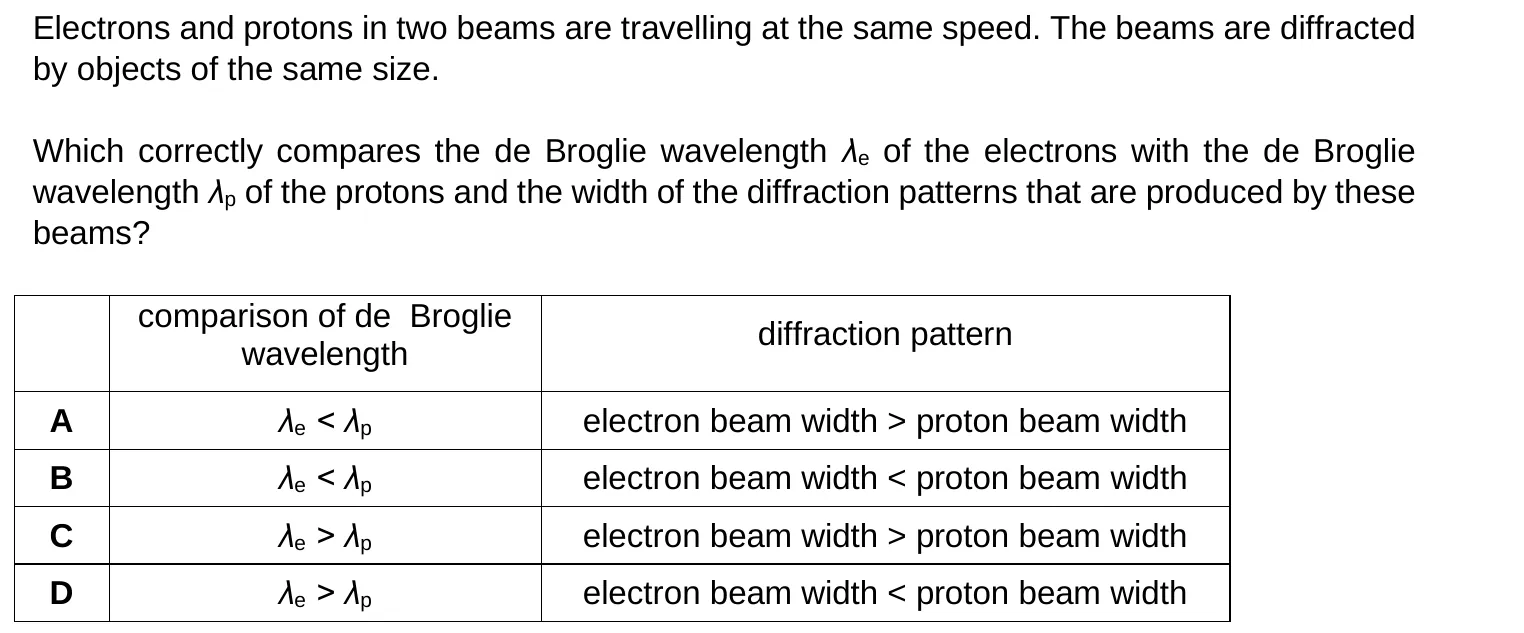 Electrons and protons in two beams are travelling at the same speed. The beams are diffracted
by objects of the same size.
Which correctly compares the de Broglie wavelength λe of the electrons with the de Broglie
wavelength λp of the protons and the width of the diffraction patterns that are produced by these
beams?
comparison of de Broglie
wavelength
diffraction pattern
A λe < λp electron beam width > proton beam width
B λe < λp electron beam width < proton beam width
C λe > λp electron beam width > proton beam width
D λe > λp electron beam width < proton beam width